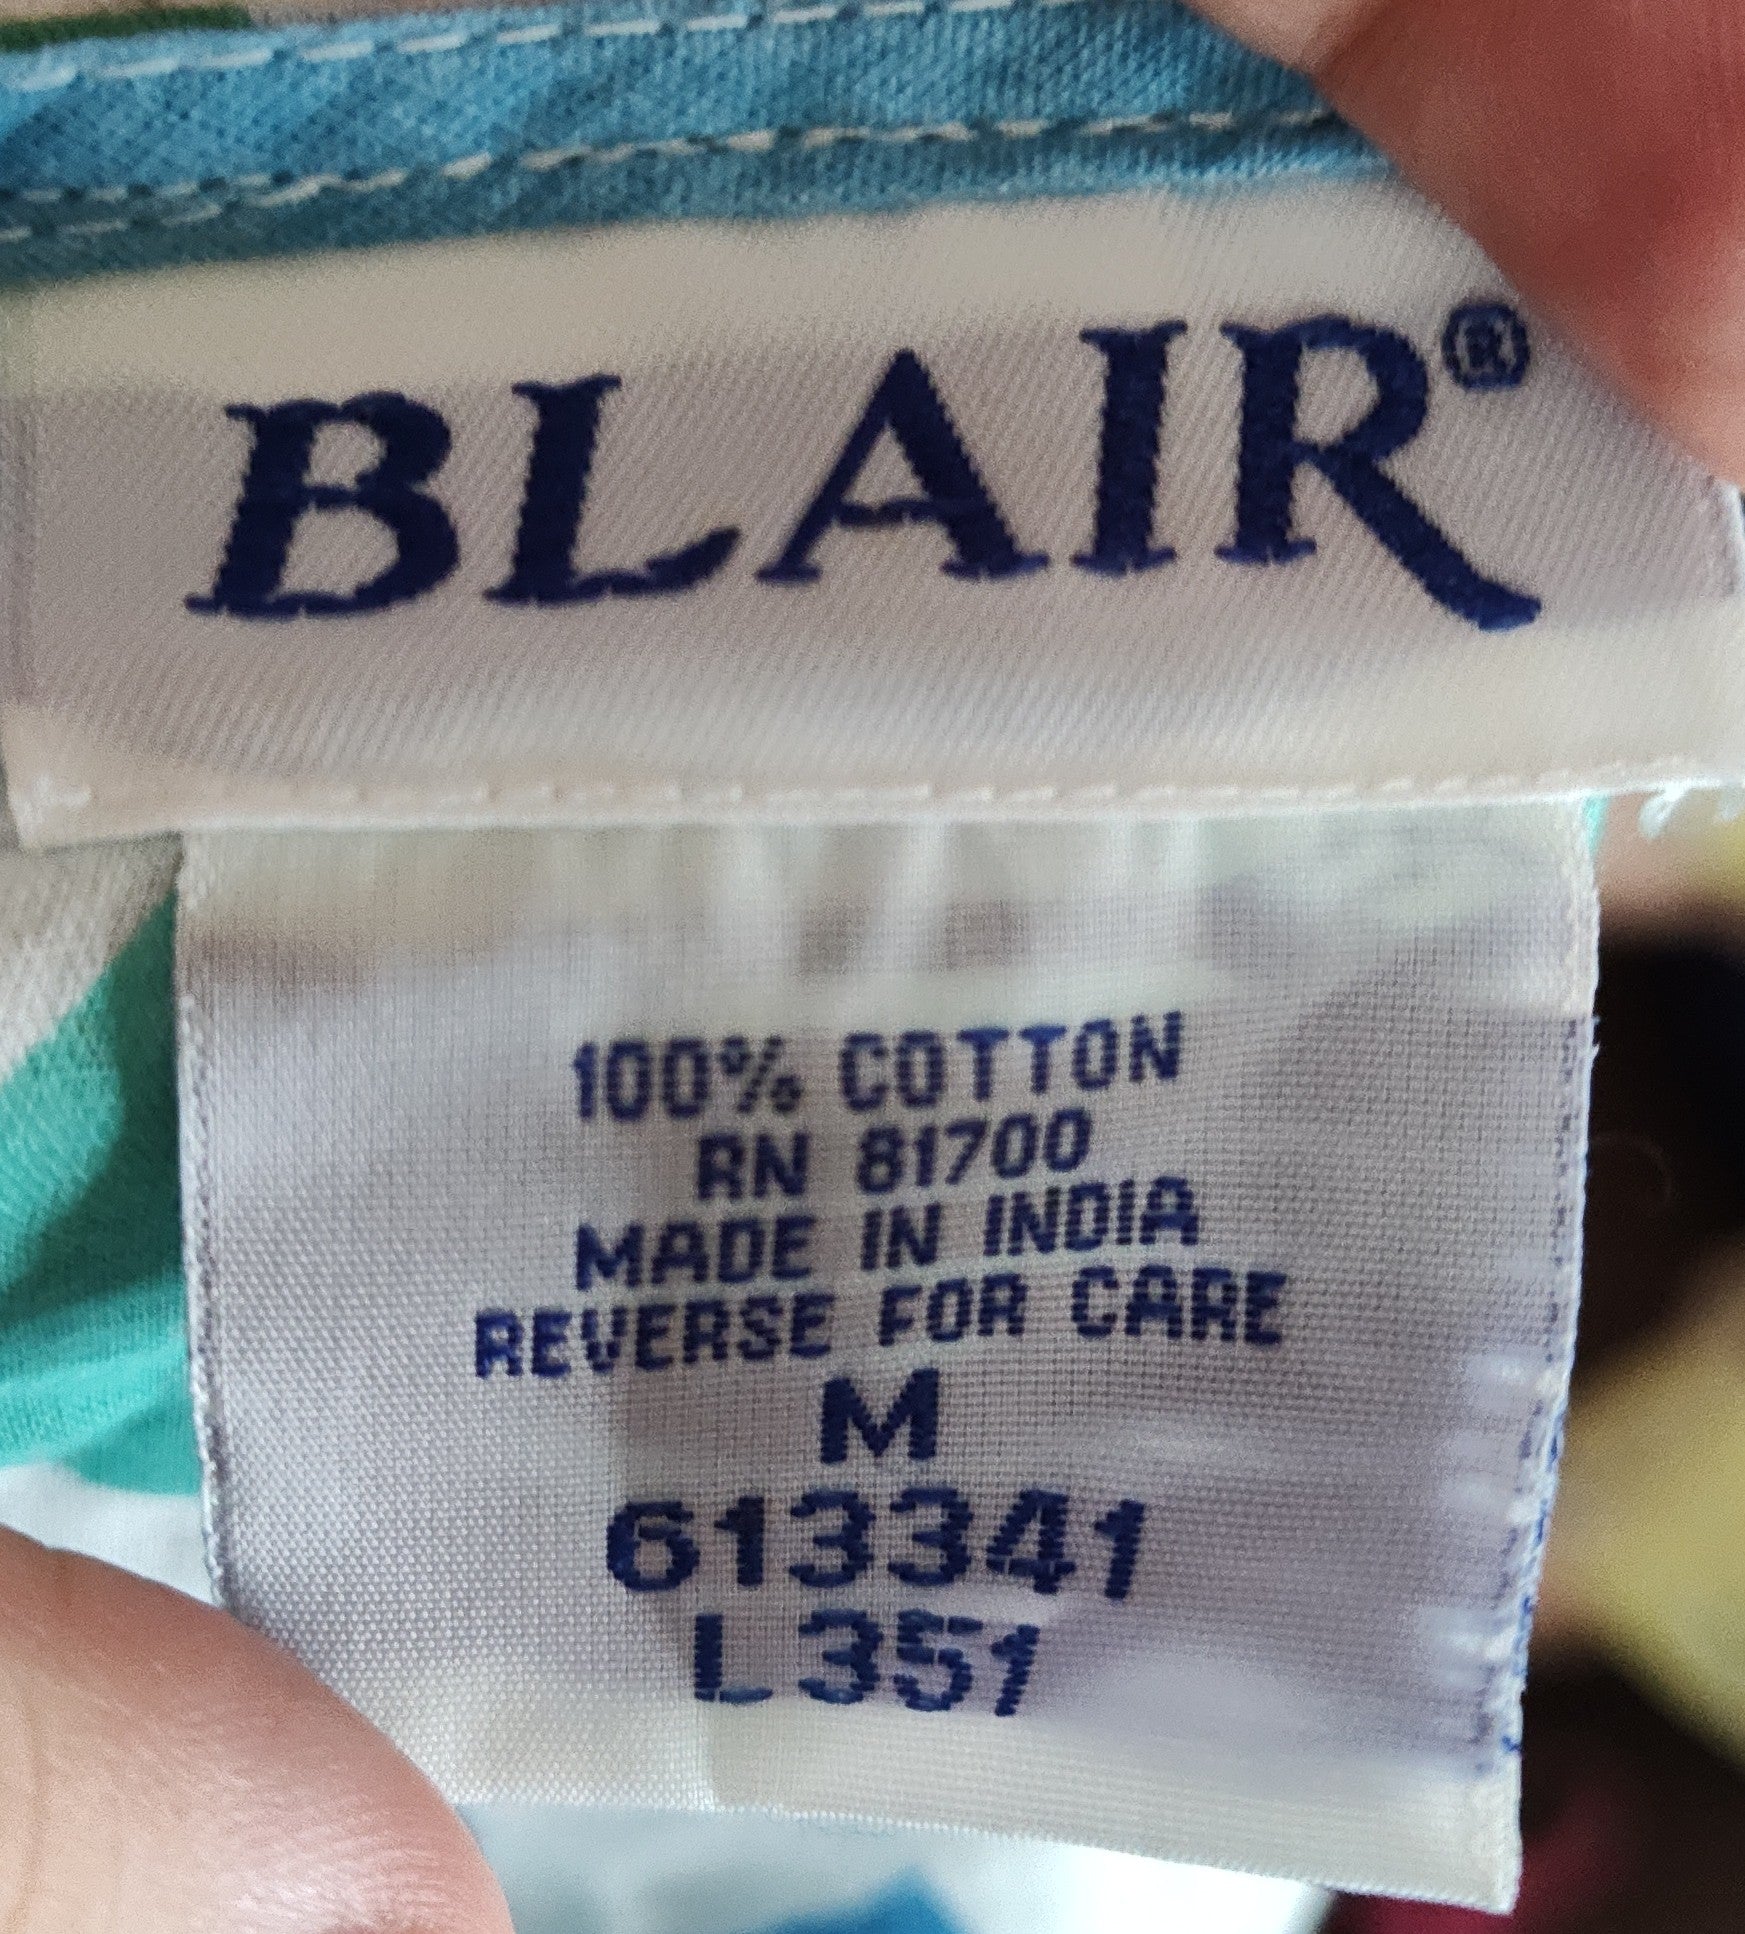 BLAIR®
100% COTTON
RN 81700
MADE IN INDIA
REVERSE FOR CARE
M
613341
L351